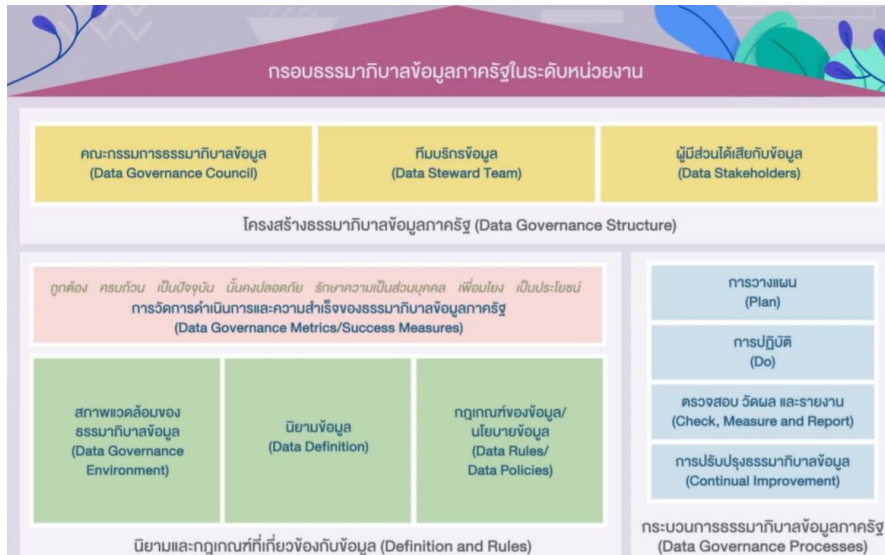 กรอบธรรมาภิบาลข้อมูลภาครัฐในระดับหน่วยงาน
คณะกรรมการธรรมาภิบาลข้อมูล
(Data Governance Council)
ทีมบริกรข้อมูล
(Data Steward Team)
ผู้มีส่วนได้เสียกับข้อมูล
(Data Stakeholders)
โครงสร้างธรรมาภิบาลข้อมูลภาครัฐ (Data Governance Structure)
ถูกต้อง ครบถ้วน เป็นปัจจุบัน มั่นคงปลอดภัย รักษาความเป็นส่วนบุคคล เชื่อมโยง เป็นประโยชน์
การวัดการดำเนินการและความสำเร็จของธรรมาภิบาลข้อมูลภาครัฐ
(Data Governance Metrics/Success Measures)
สภาพแวดล้อมของ
ธรรมาภิบาลข้อมูล
(Data Governance
Environment)
นิยามข้อมูล
(Data Definition)
กฎเกณฑ์ของข้อมูล/
นโยบายข้อมูล
(Data Rules/
Data Policies)
นิยามและกฎเกณฑ์ที่เกี่ยวข้องกับข้อมูล (Definition and Rules)
การวางแผน
(Plan)
การปฏิบัติ
(Do)
ตรวจสอบ วัดผล และรายงาน
(Check, Measure and Report)
การปรับปรุงธรรมาภิบาลข้อมูล
(Continual Improvement)
กระบวนการธรรมาภิบาลข้อมูลภาครัฐ
(Data Governance Processes)